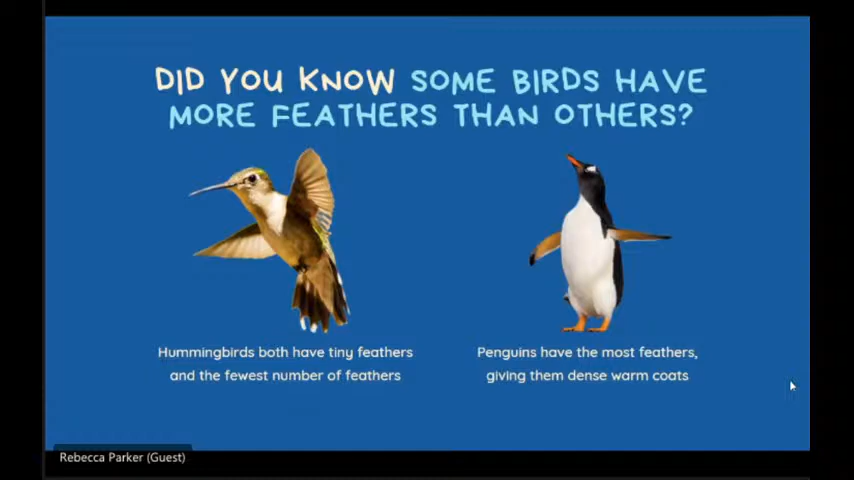 DID YOU KNOW SOME BIRDS HAVE
MORE FEATHERS THAN OTHERS?
Hummingbirds both have tiny feathers
and the fewest number of feathers
Penguins have the most feathers,
giving them dense warm coats
Rebecca Parker (Guest)